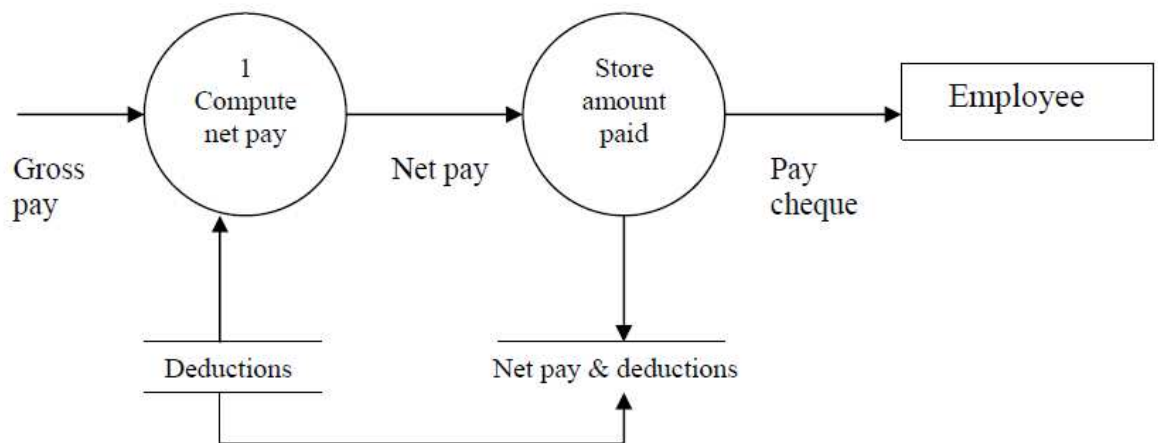 1
Compute
net pay
Store
amount
paid
Employee
Gross
pay
Net pay
Pay
cheque
Deductions
Net pay & deductions